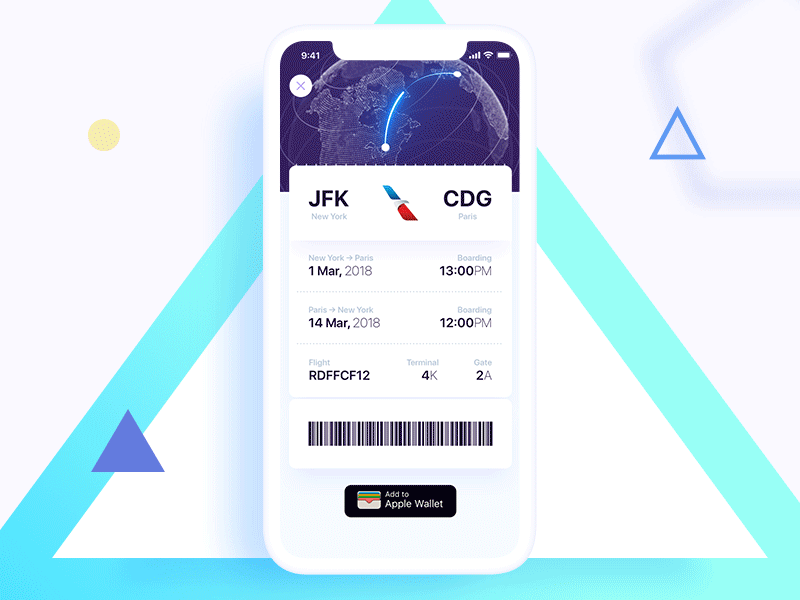 9:41
JFK CDG
New York Paris
New York → Paris Boarding
1 Mar, 2018 13:00PM
Paris → New York Boarding
14 Mar, 2018 12:00PM
Flight Terminal Gate
RDFFCF12 4K 2A
Add to
Apple Wallet